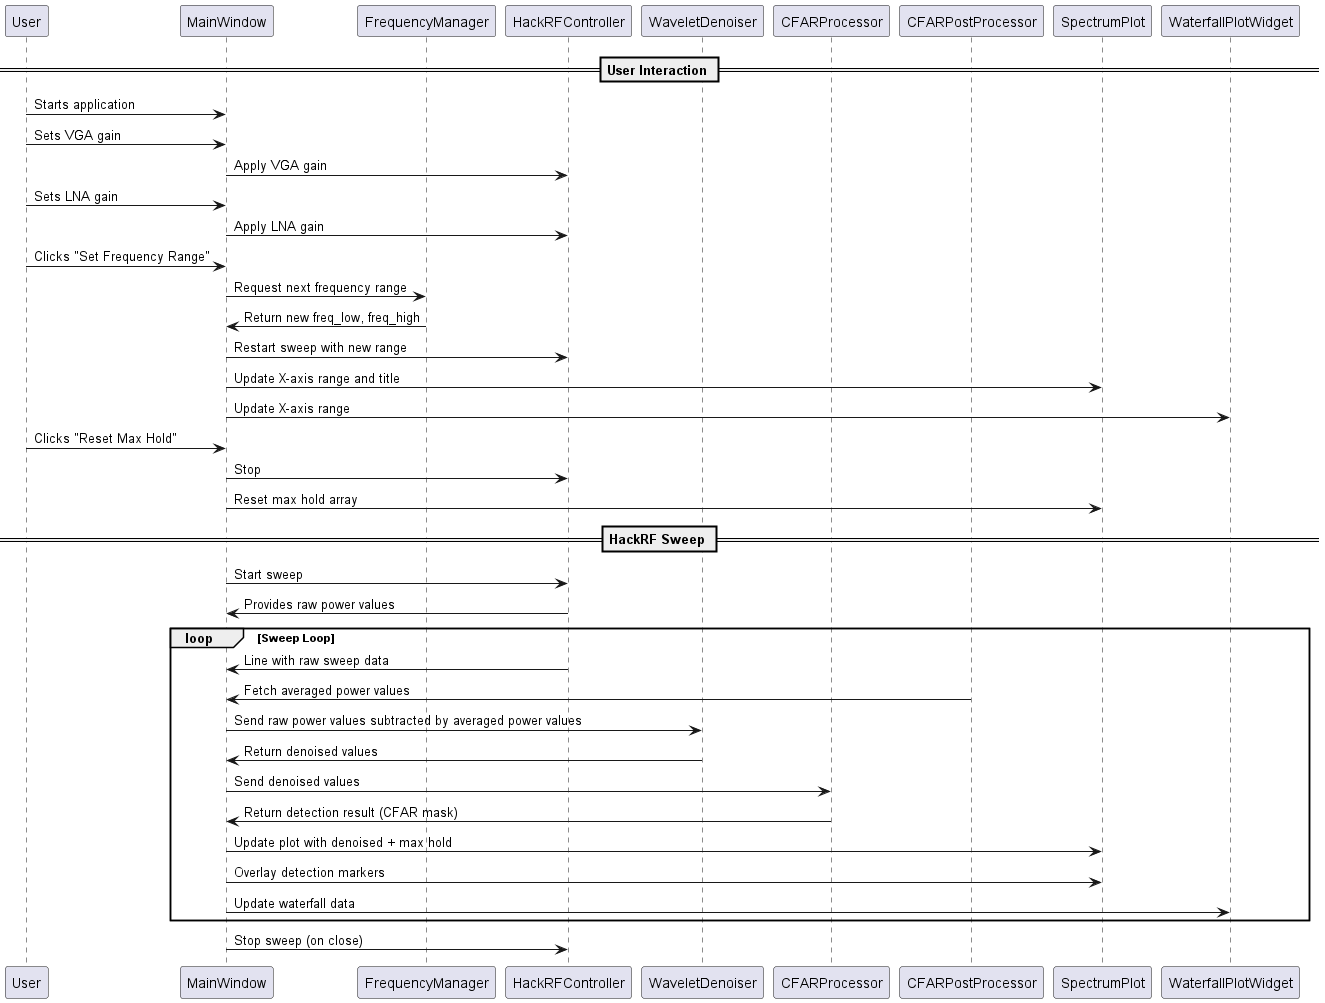 User MainWindow FrequencyManager HackRFController WaveletDenoiser CFARProcessor CFARPostProcessor SpectrumPlot WaterfallPlotWidget
User Interaction
Starts application
Sets VGA gain
Apply VGA gain
Sets LNA gain
Apply LNA gain
Clicks "Set Frequency Range"
Request next frequency range
Return new freq_low, freq_high
Restart sweep with new range
Update X-axis range and title
Update X-axis range
Clicks "Reset Max Hold"
Stop
Reset max hold array
HackRF Sweep
Start sweep
Provides raw power values
loop [Sweep Loop]
Line with raw sweep data
Fetch averaged power values
Send raw power values subtracted by averaged power values
Return denoised values
Send denoised values
Return detection result (CFAR mask)
Update plot with denoised + max hold
Overlay detection markers
Update waterfall data
Stop sweep (on close)
User MainWindow FrequencyManager HackRFController WaveletDenoiser CFARProcessor CFARPostProcessor SpectrumPlot WaterfallPlotWidget